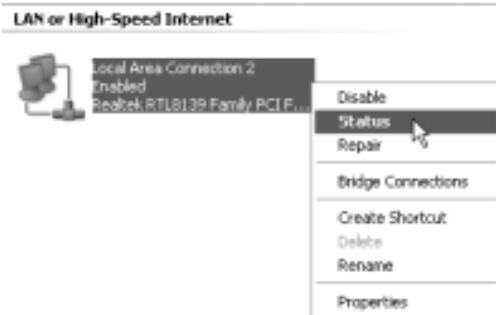 LAN or High-Speed Internet
Local Area Connection 2
Enabled
Realtek RTL8139 Family PCI F...
Disable
Status
Repair
Bridge Connections
Create Shortcut
Delete
Rename
Properties